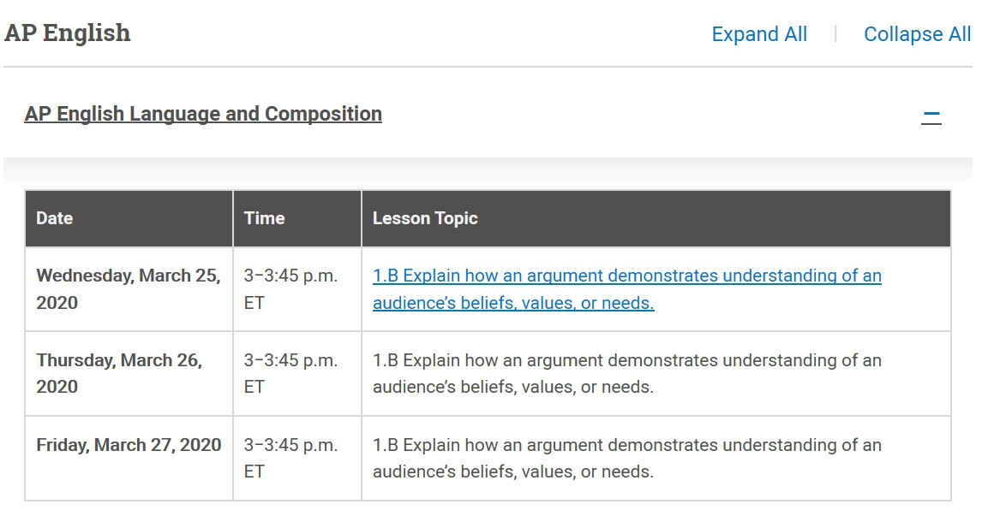 AP English
Expand All | Collapse All
AP English Language and Composition
Date Time Lesson Topic
Wednesday, March 25, 3–3:45 p.m. 1.B Explain how an argument demonstrates understanding of an
2020 ET audience’s beliefs, values, or needs.
Thursday, March 26, 3–3:45 p.m. 1.B Explain how an argument demonstrates understanding of an
2020 ET audience’s beliefs, values, or needs.
Friday, March 27, 2020 3–3:45 p.m. 1.B Explain how an argument demonstrates understanding of an
ET audience’s beliefs, values, or needs.